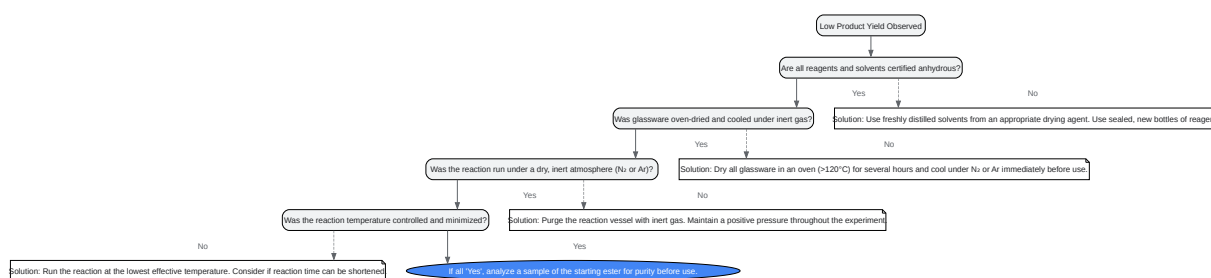 Low Product Yield Observed
Are all reagents and solvents certified anhydrous?
Yes
No
Was glassware oven-dried and cooled under inert gas?
Solution: Use freshly distilled solvents from an appropriate drying agent. Use sealed, new bottles of
Yes
No
Was the reaction run under a dry, inert atmosphere (N₂ or Ar)?
Solution: Dry all glassware in an oven (>120°C) for several hours and cool under N₂ or Ar immediately before use.
Yes
No
Was the reaction temperature controlled and minimized?
Solution: Purge the reaction vessel with inert gas. Maintain a positive pressure throughout the experiment.
No
Yes
Solution: Run the reaction at the lowest effective temperature. Consider if reaction time can be shortened.
If all 'Yes', analyze a sample of the starting ester for purity before use.